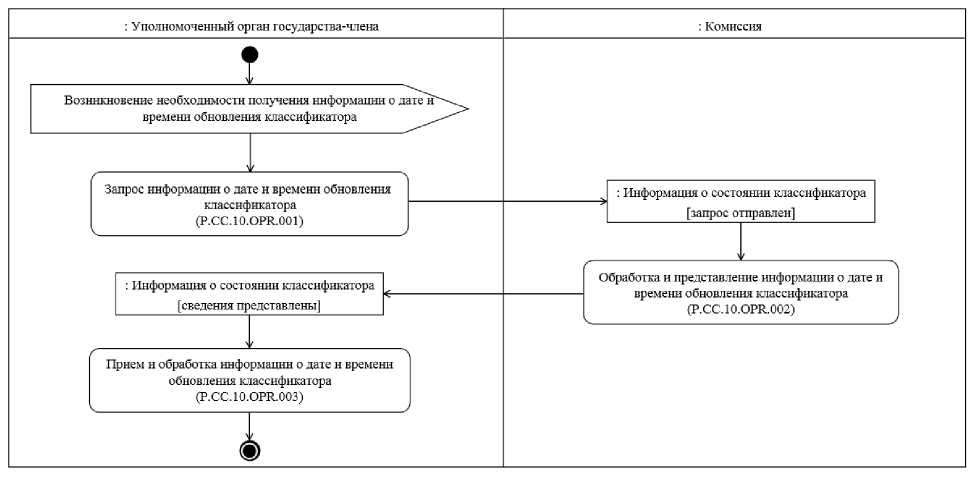 : Уполномоченный орган государства-члена
: Комиссия
Возникновение необходимости получения информации о дате и
времени обновления классификатора
Запрос информации о дате и времени обновления
классификатора
(P.CC.10.OPR.001)
: Информация о состоянии классификатора
[запрос отправлен]
Обработка и представление информации о дате и
времени обновления классификатора
(P.CC.10.OPR.002)
: Информация о состоянии классификатора
[сведения представлены]
Прием и обработка информации о дате и времени
обновления классификатора
(P.CC.10.OPR.003)